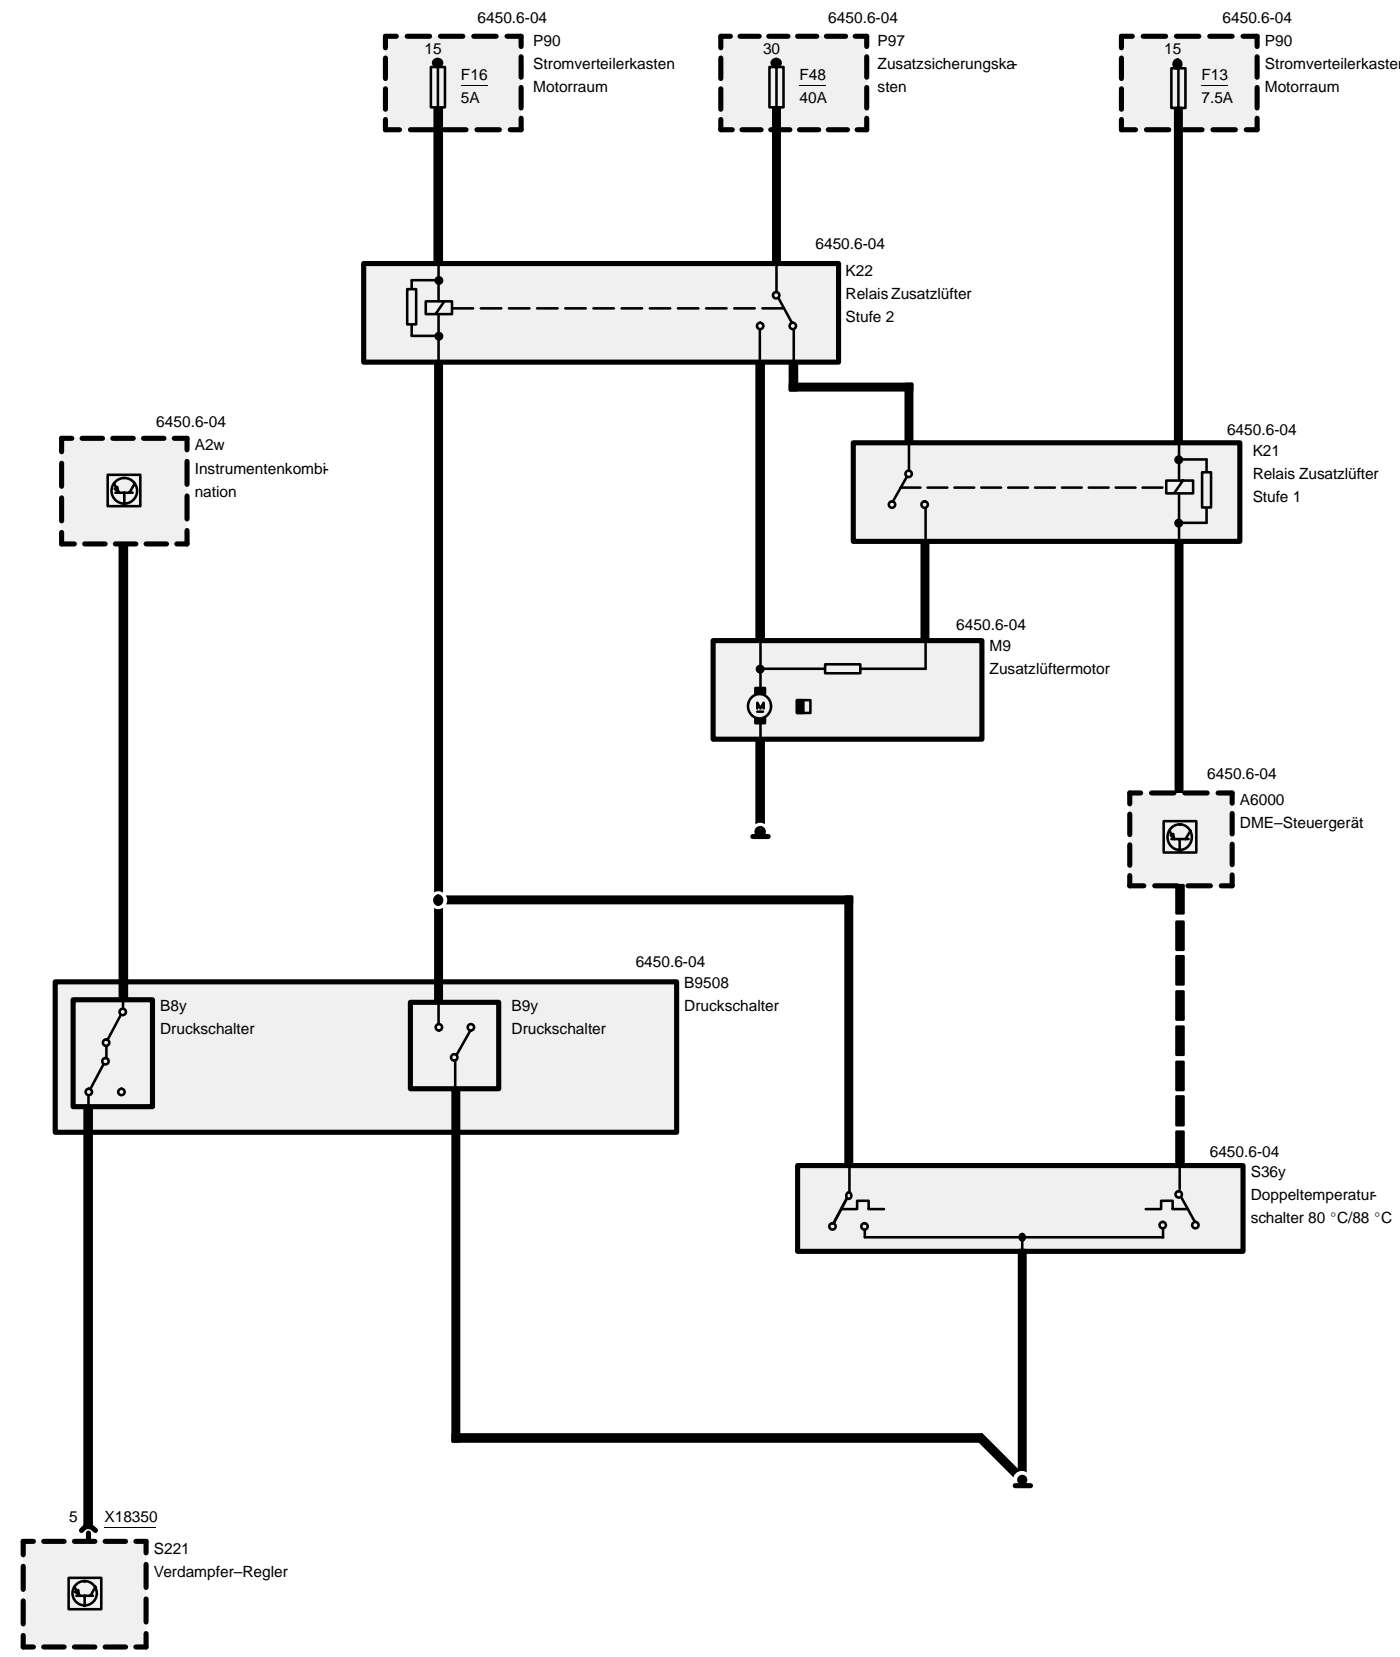 6450.6-04
P90
Stromverteilerkasten
Motorraum
15
F16
5A
6450.6-04
P97
Zusatzsicherungska-
sten
30
F48
40A
6450.6-04
P90
Stromverteilerkasten
Motorraum
15
F13
7.5A
6450.6-04
K22
Relais Zusatzlüfter
Stufe 2
6450.6-04
A2w
Instrumentenkombi-
nation
6450.6-04
K21
Relais Zusatzlüfter
Stufe 1
6450.6-04
M9
Zusatzlüftermotor
M
6450.6-04
A6000
DME–Steuergerät
6450.6-04
B9508
Druckschalter
B8y
Druckschalter
B9y
Druckschalter
6450.6-04
S36y
Doppeltemperatur-
schalter 80 °C/88 °C
5 X18350
S221
Verdampfer–Regler